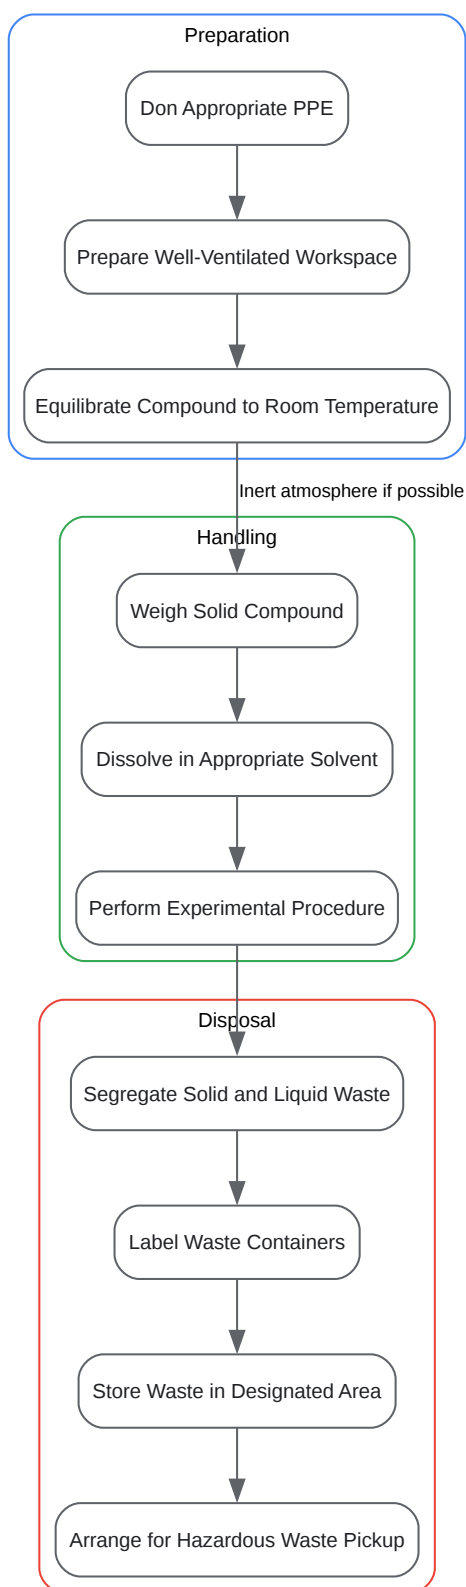 Preparation
Don Appropriate PPE
Prepare Well-Ventilated Workspace
Equilibrate Compound to Room Temperature
Inert atmosphere if possible
Handling
Weigh Solid Compound
Dissolve in Appropriate Solvent
Perform Experimental Procedure
Disposal
Segregate Solid and Liquid Waste
Label Waste Containers
Store Waste in Designated Area
Arrange for Hazardous Waste Pickup